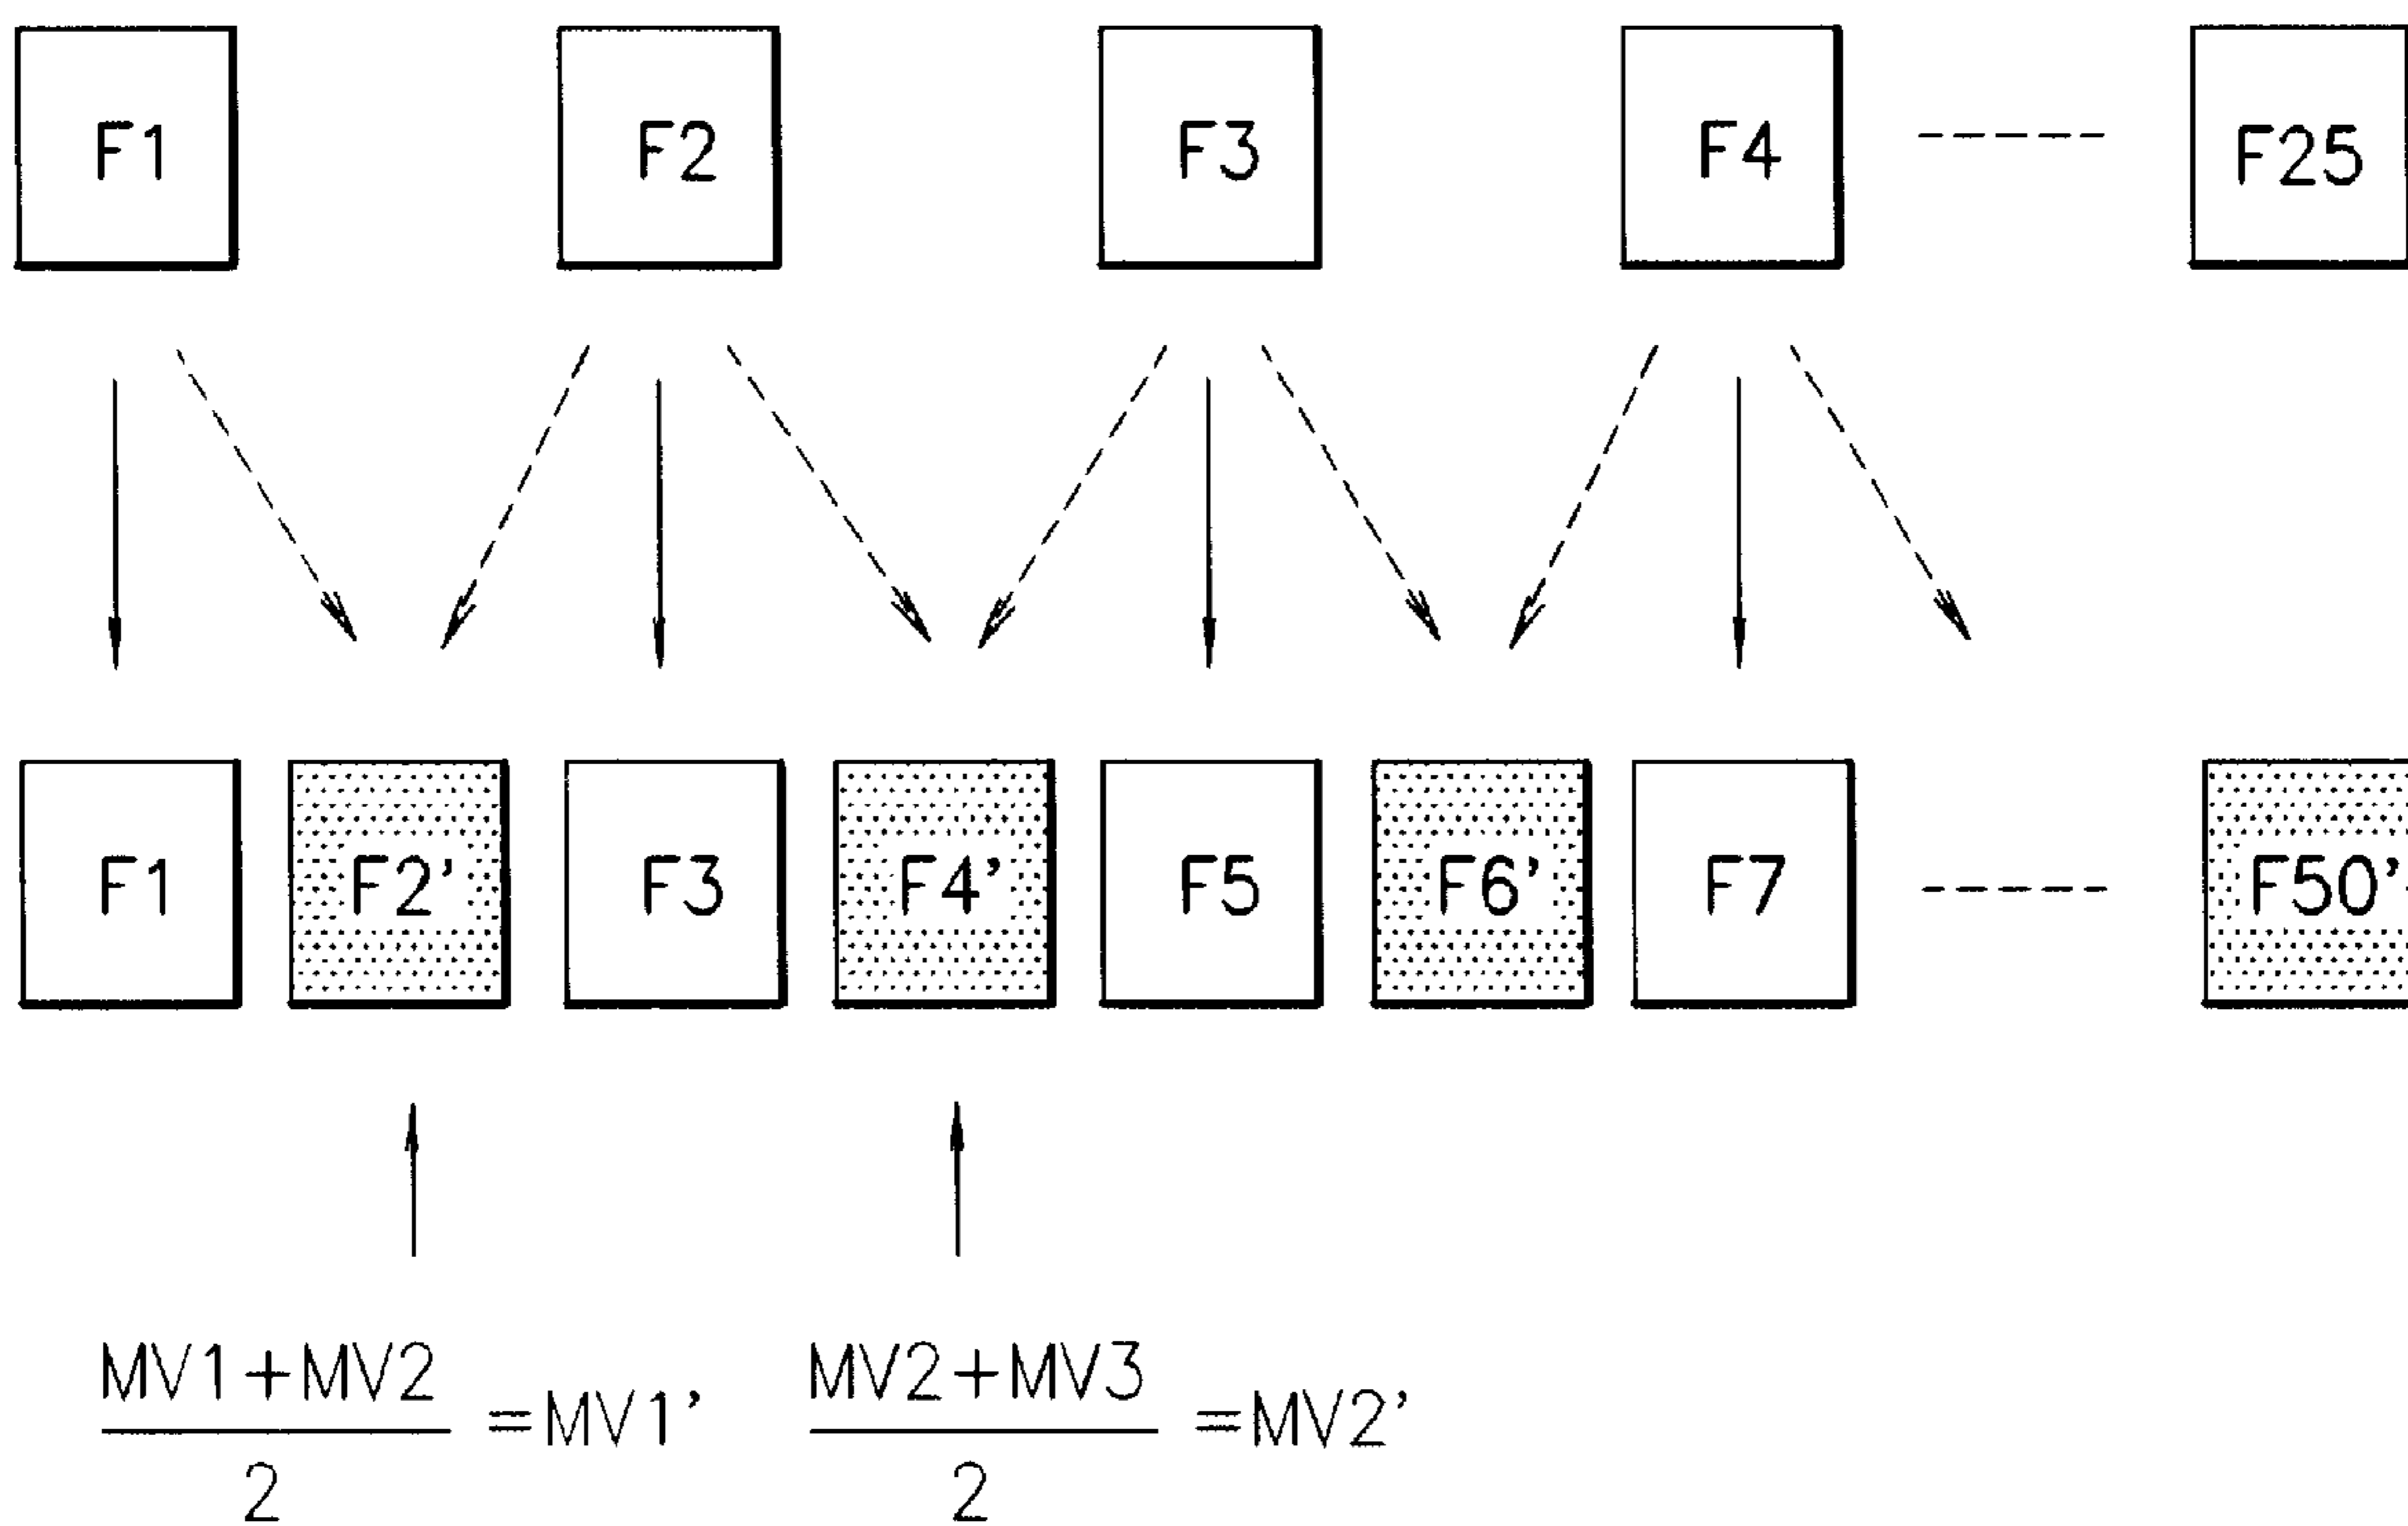 F1 F2 F3 F4 ----- F25
F1 F2' F3 F4' F5 F6' F7 ----- F50'
MV1+MV2 MV2+MV3
=MV1' =MV2'
2 2